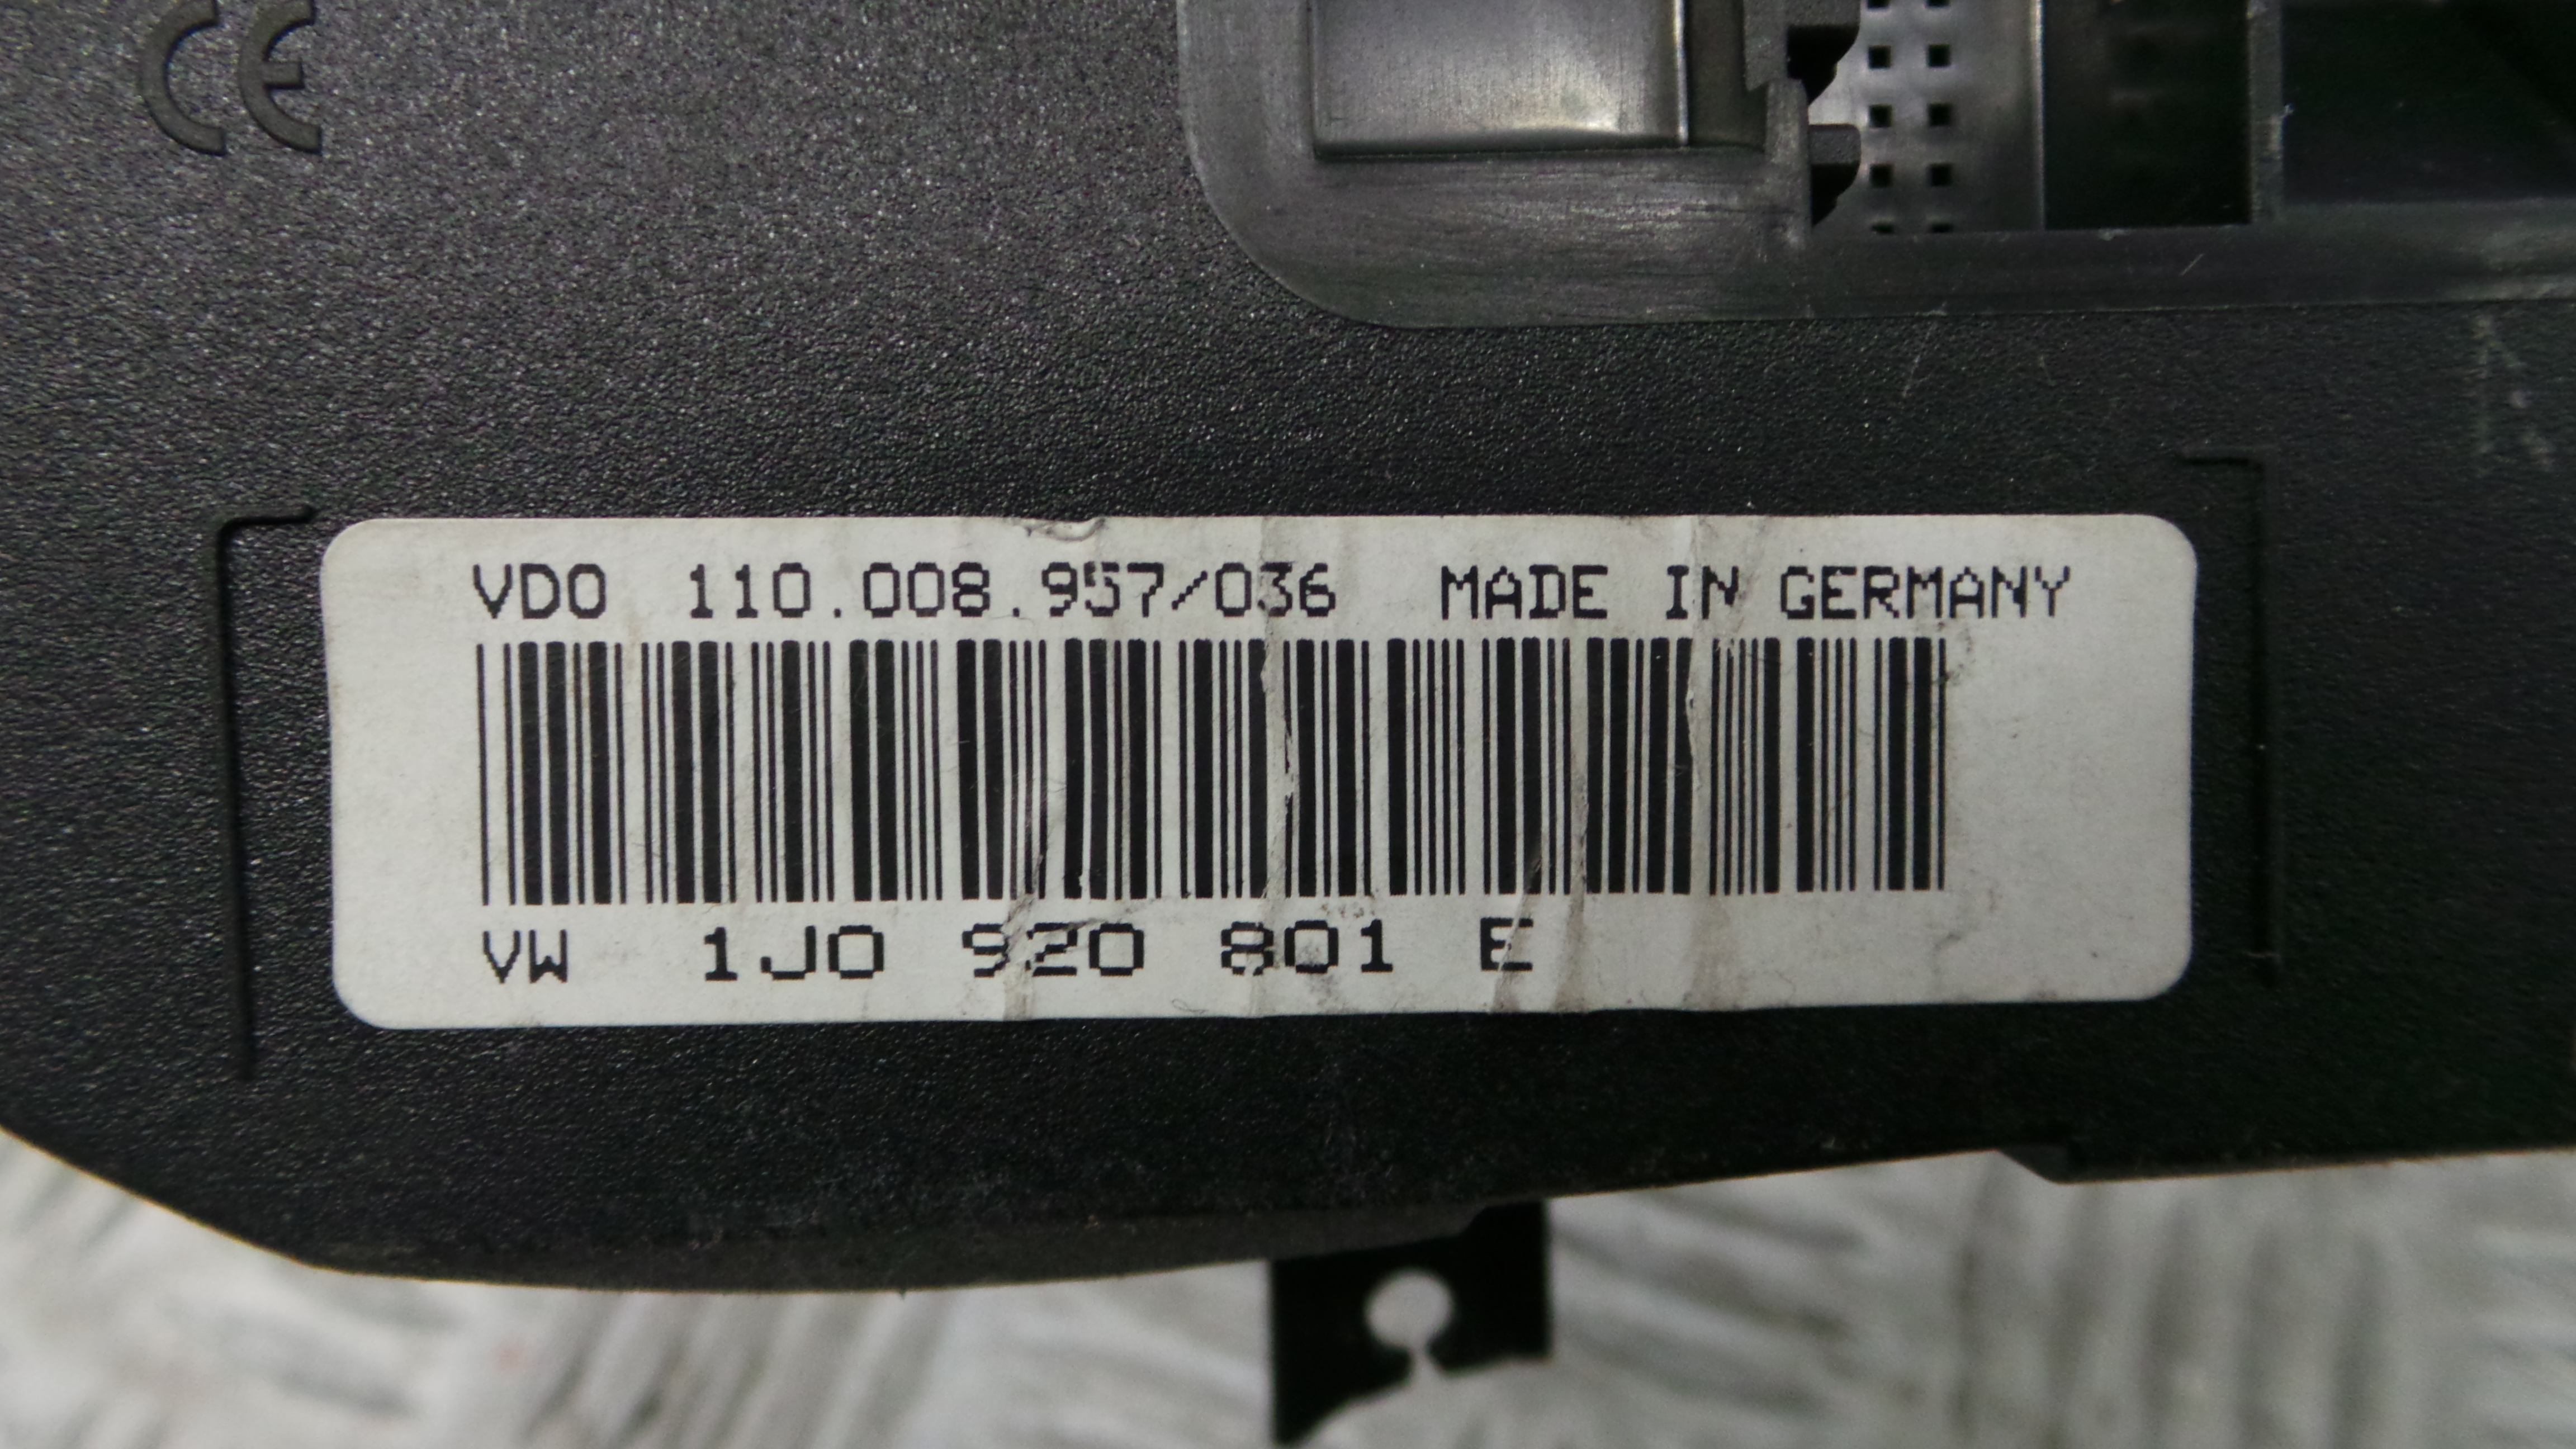 CE
VDO 110.008.957/036 MADE IN GERMANY
VW 1J0 920 801 E